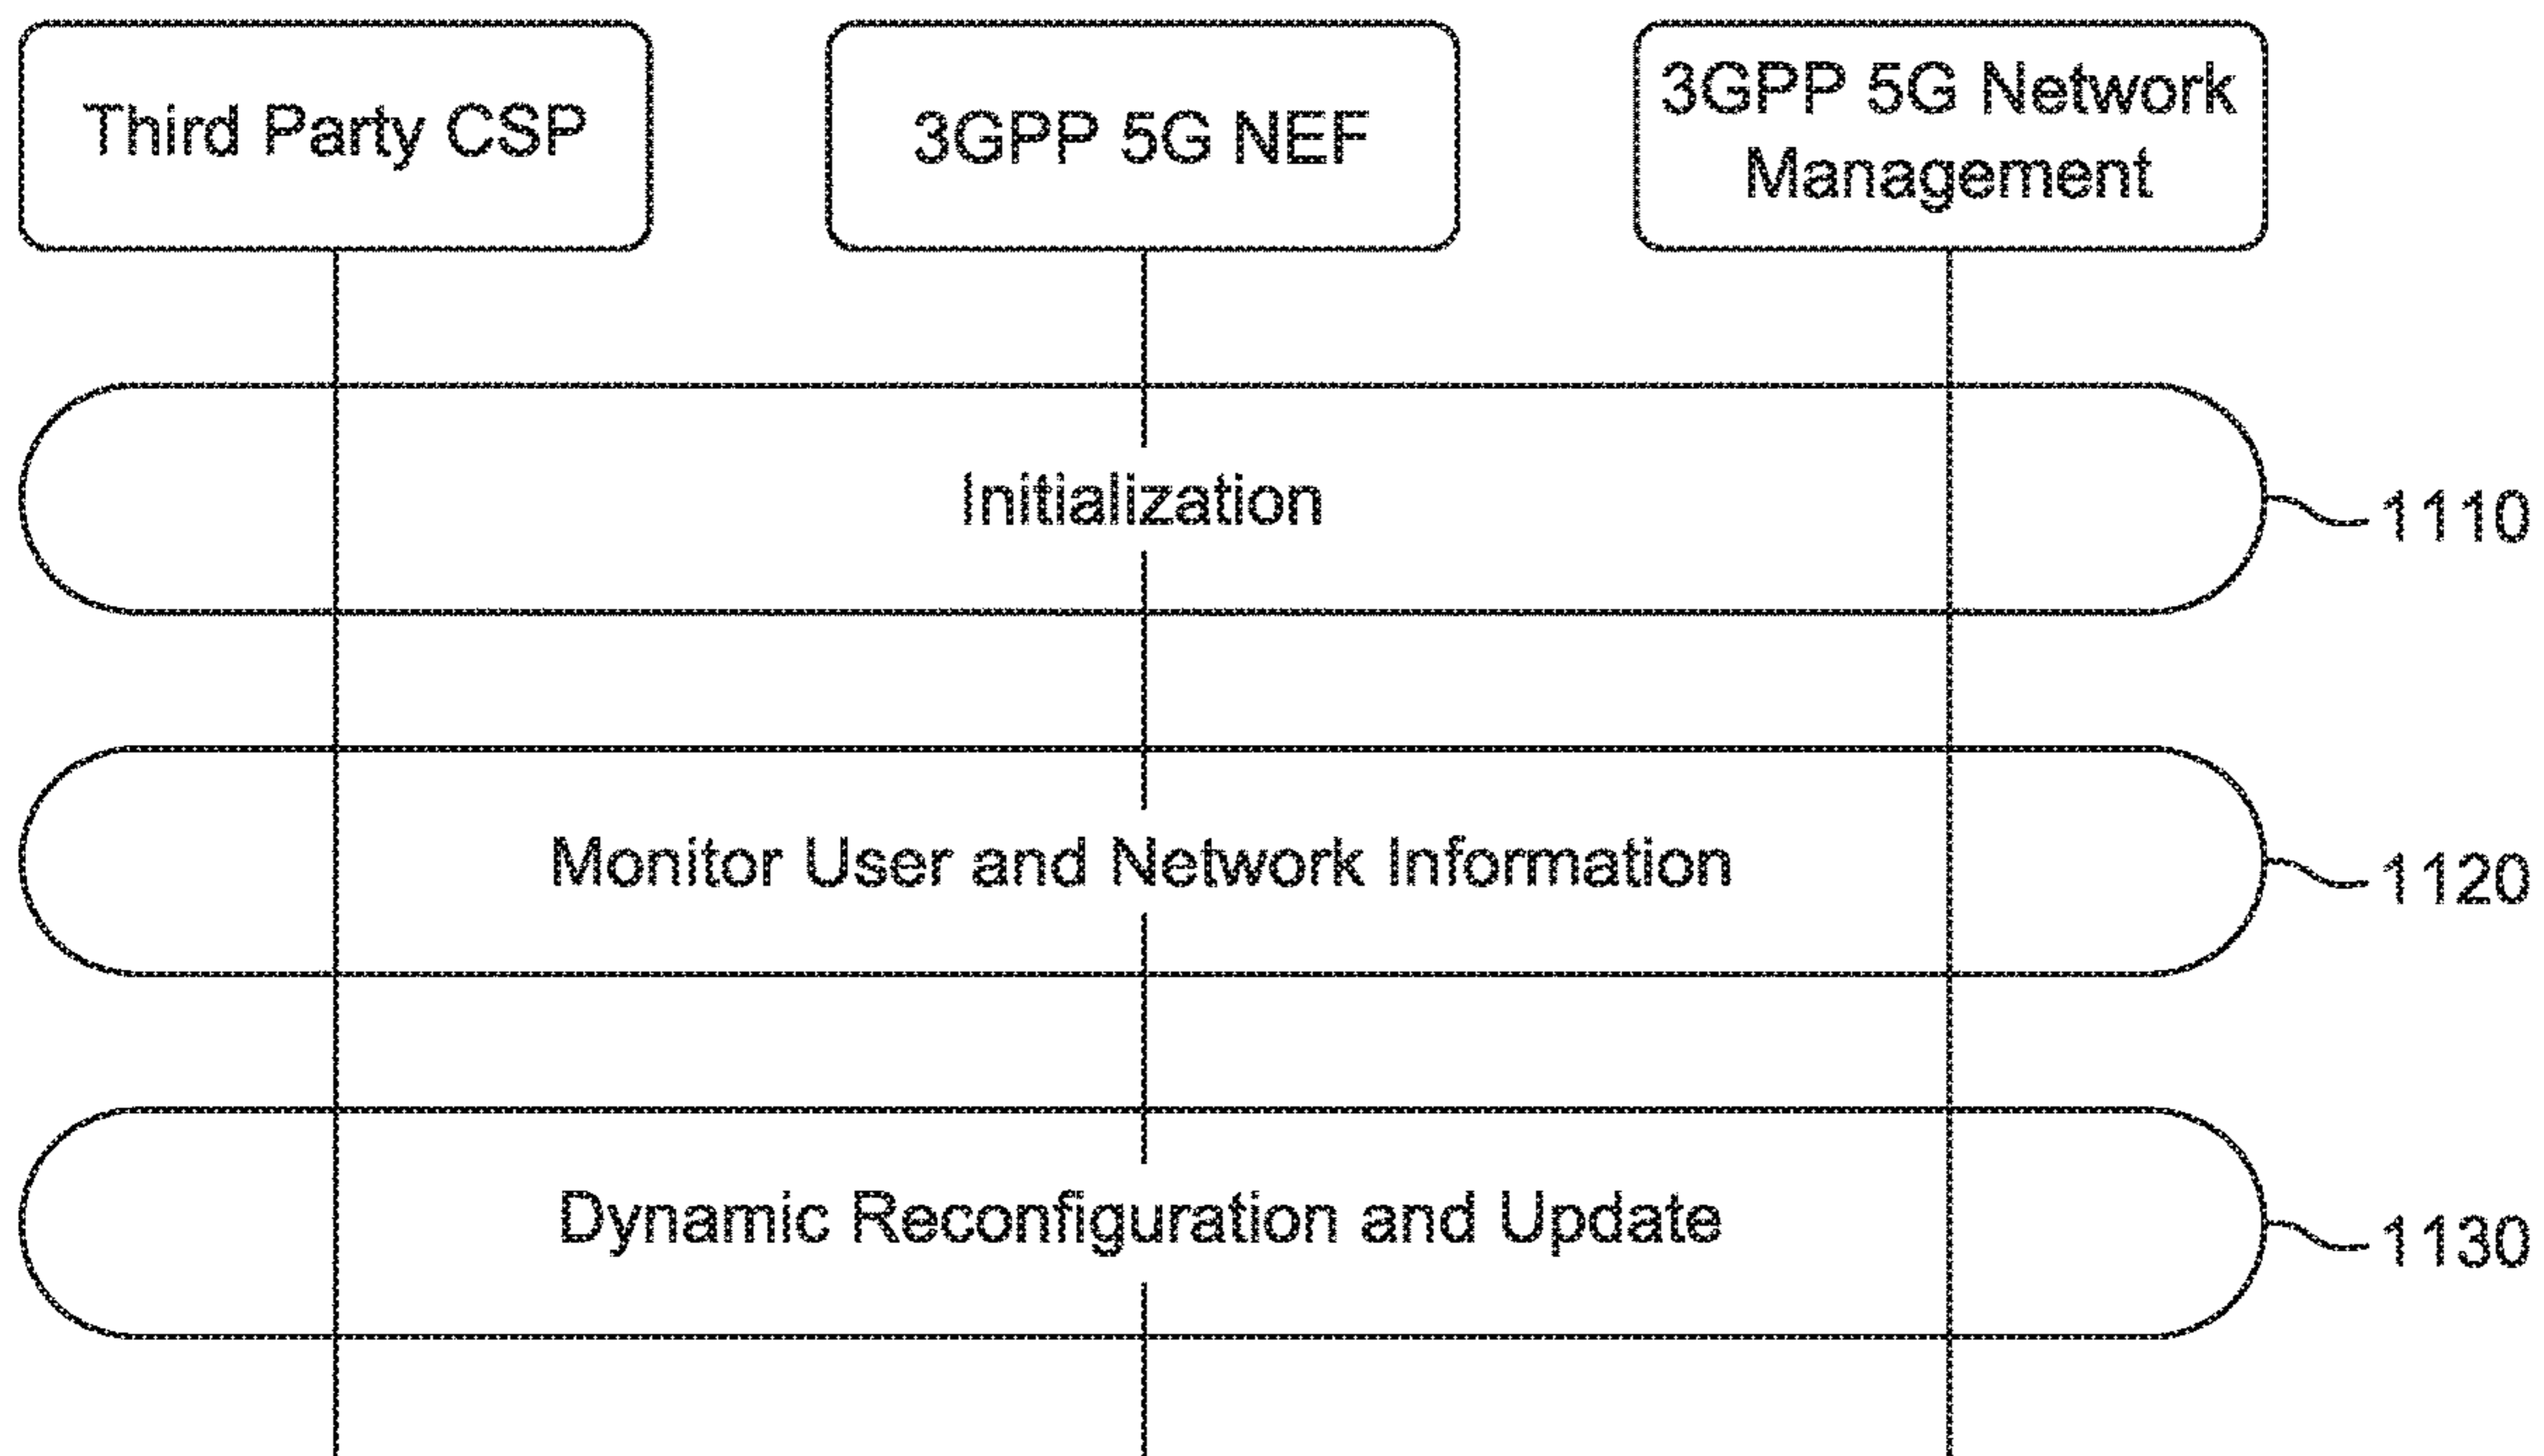 Third Party CSP
3GPP 5G NEF
3GPP 5G Network
Management
Initialization
1110
Monitor User and Network Information
1120
Dynamic Reconfiguration and Update
1130